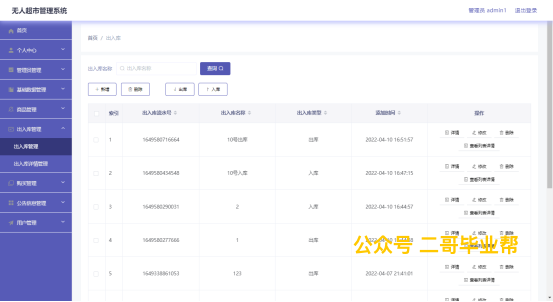 无人超市管理系统
管理员 admin1 退出登录
首页
首页 / 出入库
个人中心
管理员管理
基础数据管理
商品管理
出入库管理
出入库管理
出入库详情管理
购买管理
公告信息管理
用户管理
出入库名称 出入库名称 查询
+ 新增 删除 ↓ 出库 ↑ 入库
索引 出入库流水号 出入库名称 出入库类型 添加时间 操作
1 1649580716664 10号出库 出库 2022-04-10 16:51:57 详情 修改 删除
查看列表详情
2 1649580434548 10号入库 入库 2022-04-10 16:47:15 详情 修改 删除
查看列表详情
3 1649580290031 2 入库 2022-04-10 16:44:57 详情 修改 删除
查看列表详情
4 1649580277666 1 出库 详情 修改 删除
公众号 二哥毕业帮
5 1649338861053 123 出库 2022-04-07 21:41:01 详情 修改 删除
查看列表详情
详情 修改 删除